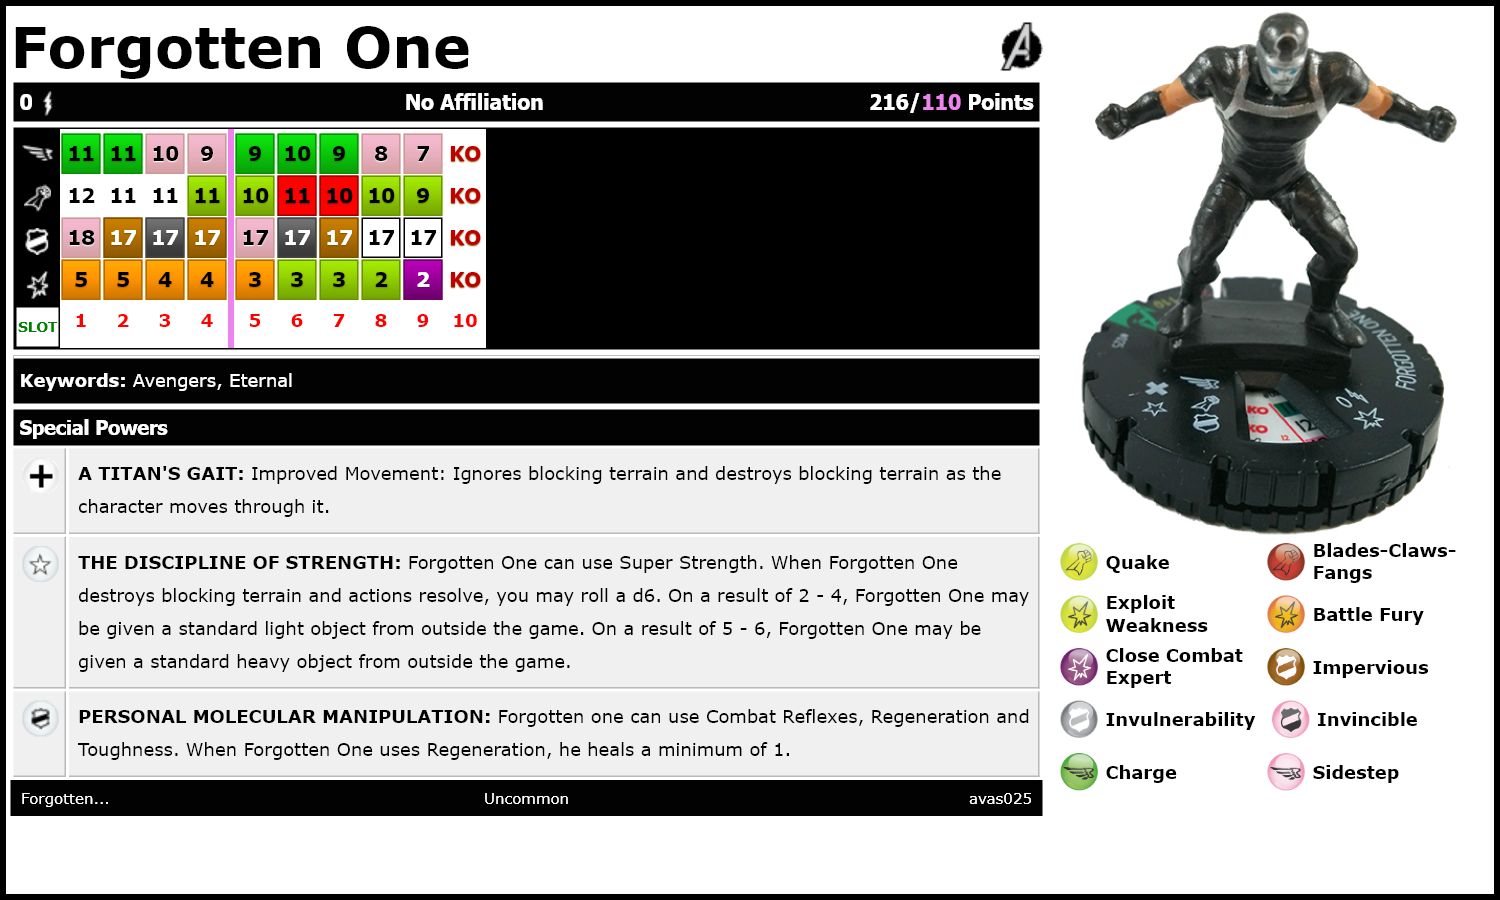 Forgotten One
0 No Affiliation 216/110 Points
11 11 10 9 9 10 9 8 7 KO
12 11 11 11 10 11 10 10 9 KO
18 17 17 17 17 17 17 17 17 KO
5 5 4 4 3 3 3 2 2 KO
SLOT 1 2 3 4 5 6 7 8 9 10
Keywords: Avengers, Eternal
Special Powers
A TITAN'S GAIT: Improved Movement: Ignores blocking terrain and destroys blocking terrain as the
character moves through it.
THE DISCIPLINE OF STRENGTH: Forgotten One can use Super Strength. When Forgotten One
destroys blocking terrain and actions resolve, you may roll a d6. On a result of 2 - 4, Forgotten One may
be given a standard light object from outside the game. On a result of 5 - 6, Forgotten One may be
given a standard heavy object from outside the game.
PERSONAL MOLECULAR MANIPULATION: Forgotten one can use Combat Reflexes, Regeneration and
Toughness. When Forgotten One uses Regeneration, he heals a minimum of 1.
Forgotten... Uncommon avas025
FORGOTTEN ONE
0
KO
KO
12
12
Quake
Blades-Claws-
Fangs
Exploit
Weakness
Battle Fury
Close Combat
Expert
Impervious
Invulnerability
Invincible
Charge
Sidestep